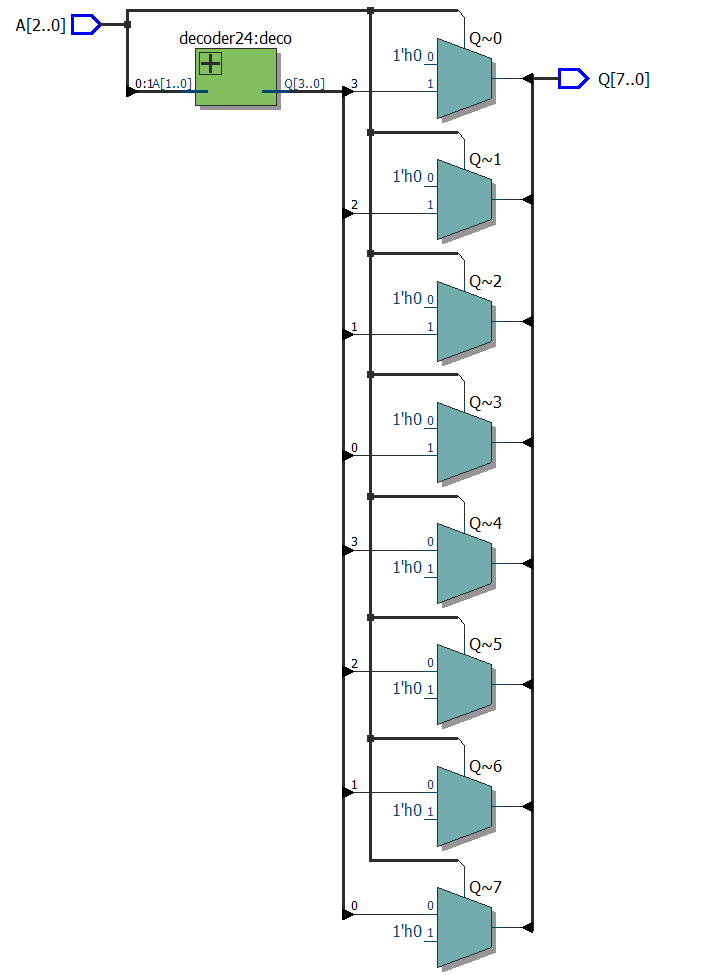 A[2..0]
decoder24:deco
0:1 A[1..0]
Q[3..0]
Q~0
1'h0 0
3 1
Q[7..0]
Q~1
1'h0 0
2 1
Q~2
1'h0 0
1 1
Q~3
1'h0 0
0 1
Q~4
3 0
1'h0 1
Q~5
2 0
1'h0 1
Q~6
1 0
1'h0 1
Q~7
0 0
1'h0 1